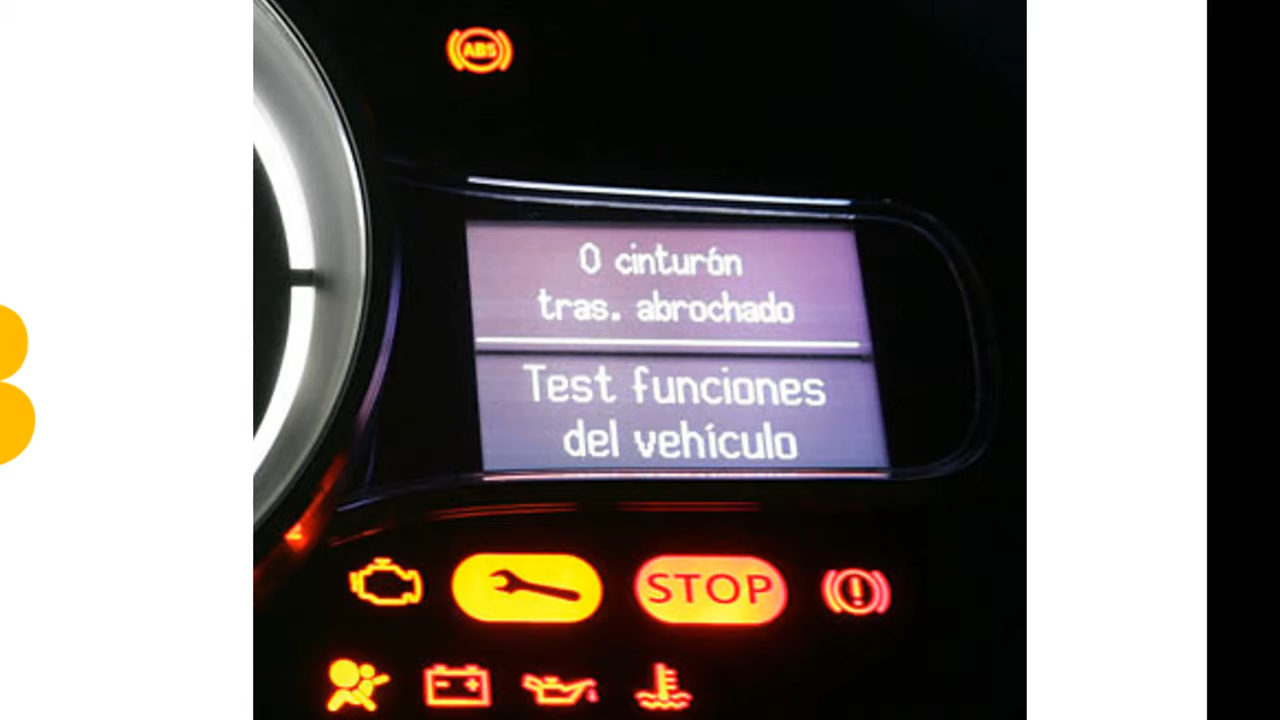 ABS
0 cinturón
tras. abrochado
Test funciones
del vehículo
STOP